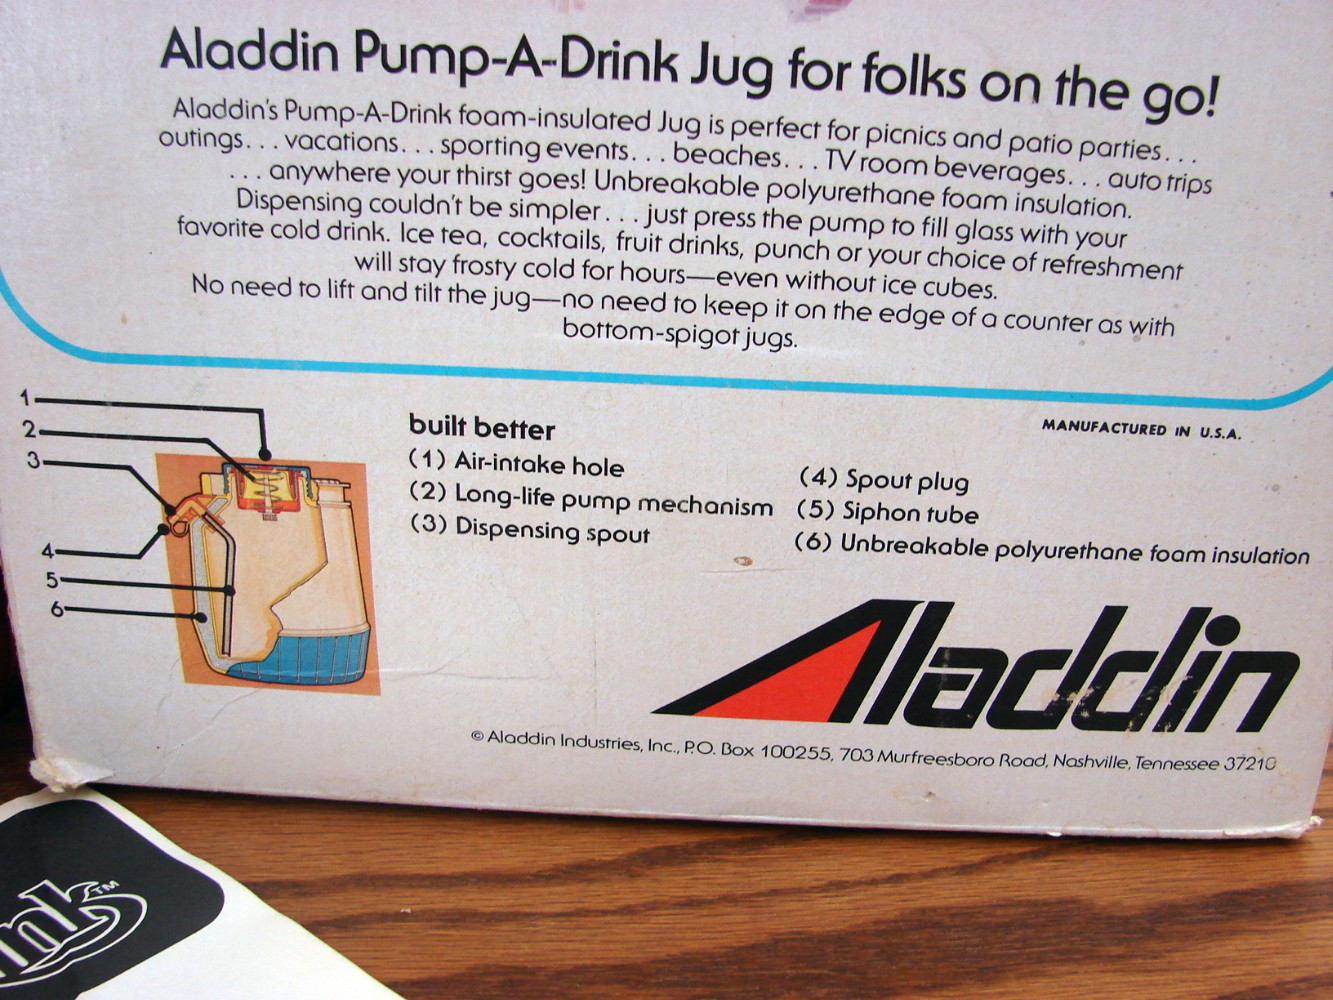 Aladdin Pump-A-Drink Jug for folks on the go!
Aladdin's Pump-A-Drink foam-insulated Jug is perfect for picnics and patio parties...
outings... vacations... sporting events... beaches... TV room beverages... auto trips
... anywhere your thirst goes! Unbreakable polyurethane foam insulation.
Dispensing couldn't be simpler... just press the pump to fill glass with your
favorite cold drink. Ice tea, cocktails, fruit drinks, punch or your choice of refreshment
will stay frosty cold for hours—even without ice cubes.
No need to lift and tilt the jug—no need to keep it on the edge of a counter as with
bottom-spigot jugs.
1
2
3
4
5
6
built better
(1) Air-intake hole
(2) Long-life pump mechanism
(3) Dispensing spout
MANUFACTURED IN U.S.A.
(4) Spout plug
(5) Siphon tube
(6) Unbreakable polyurethane foam insulation
Aladdin
© Aladdin Industries, Inc., P.O. Box 100255, 703 Murfreesboro Road, Nashville, Tennessee 37210
TM